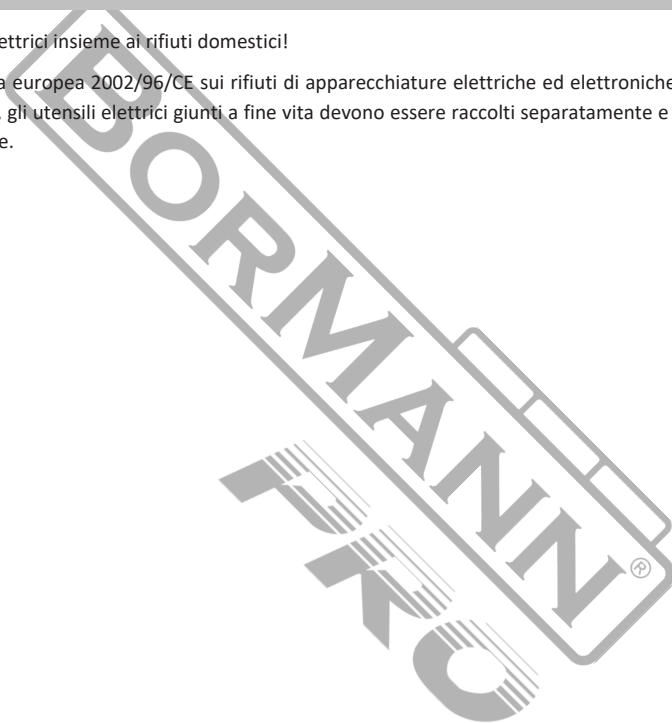 ettrici insieme ai rifiuti domestici!
a europea 2002/96/CE sui rifiuti di apparecchiature elettriche ed elettroniche
, gli utensili elettrici giunti a fine vita devono essere raccolti separatamente e
e.
BORMANN®
PRO